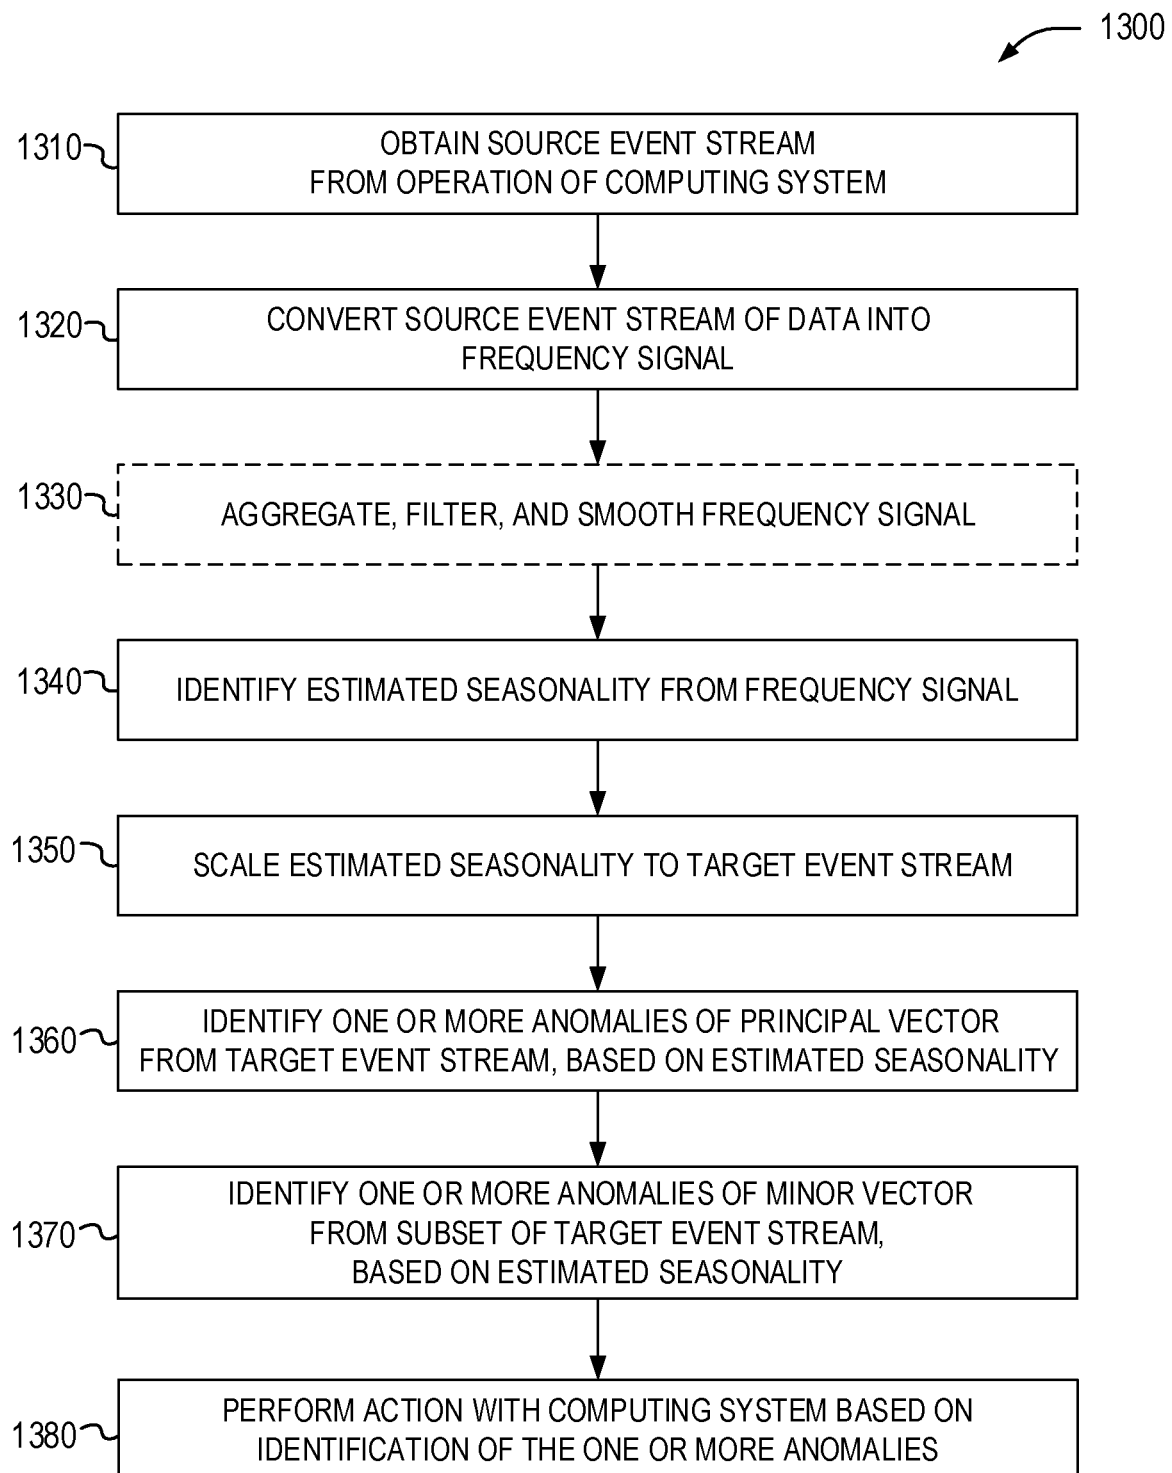 1300
1310
OBTAIN SOURCE EVENT STREAM
FROM OPERATION OF COMPUTING SYSTEM
1320
CONVERT SOURCE EVENT STREAM OF DATA INTO
FREQUENCY SIGNAL
1330
AGGREGATE, FILTER, AND SMOOTH FREQUENCY SIGNAL
1340
IDENTIFY ESTIMATED SEASONALITY FROM FREQUENCY SIGNAL
1350
SCALE ESTIMATED SEASONALITY TO TARGET EVENT STREAM
1360
IDENTIFY ONE OR MORE ANOMALIES OF PRINCIPAL VECTOR
FROM TARGET EVENT STREAM, BASED ON ESTIMATED SEASONALITY
1370
IDENTIFY ONE OR MORE ANOMALIES OF MINOR VECTOR
FROM SUBSET OF TARGET EVENT STREAM,
BASED ON ESTIMATED SEASONALITY
1380
PERFORM ACTION WITH COMPUTING SYSTEM BASED ON
IDENTIFICATION OF THE ONE OR MORE ANOMALIES